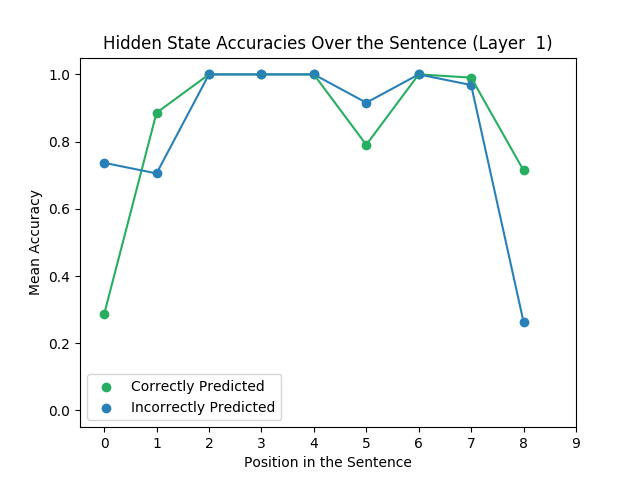 Hidden State Accuracies Over the Sentence (Layer  1)
1.0
0.8
0.6
0.4
0.2
0.0
Mean Accuracy
Correctly Predicted
Incorrectly Predicted
0 1 2 3 4 5 6 7 8 9
Position in the Sentence